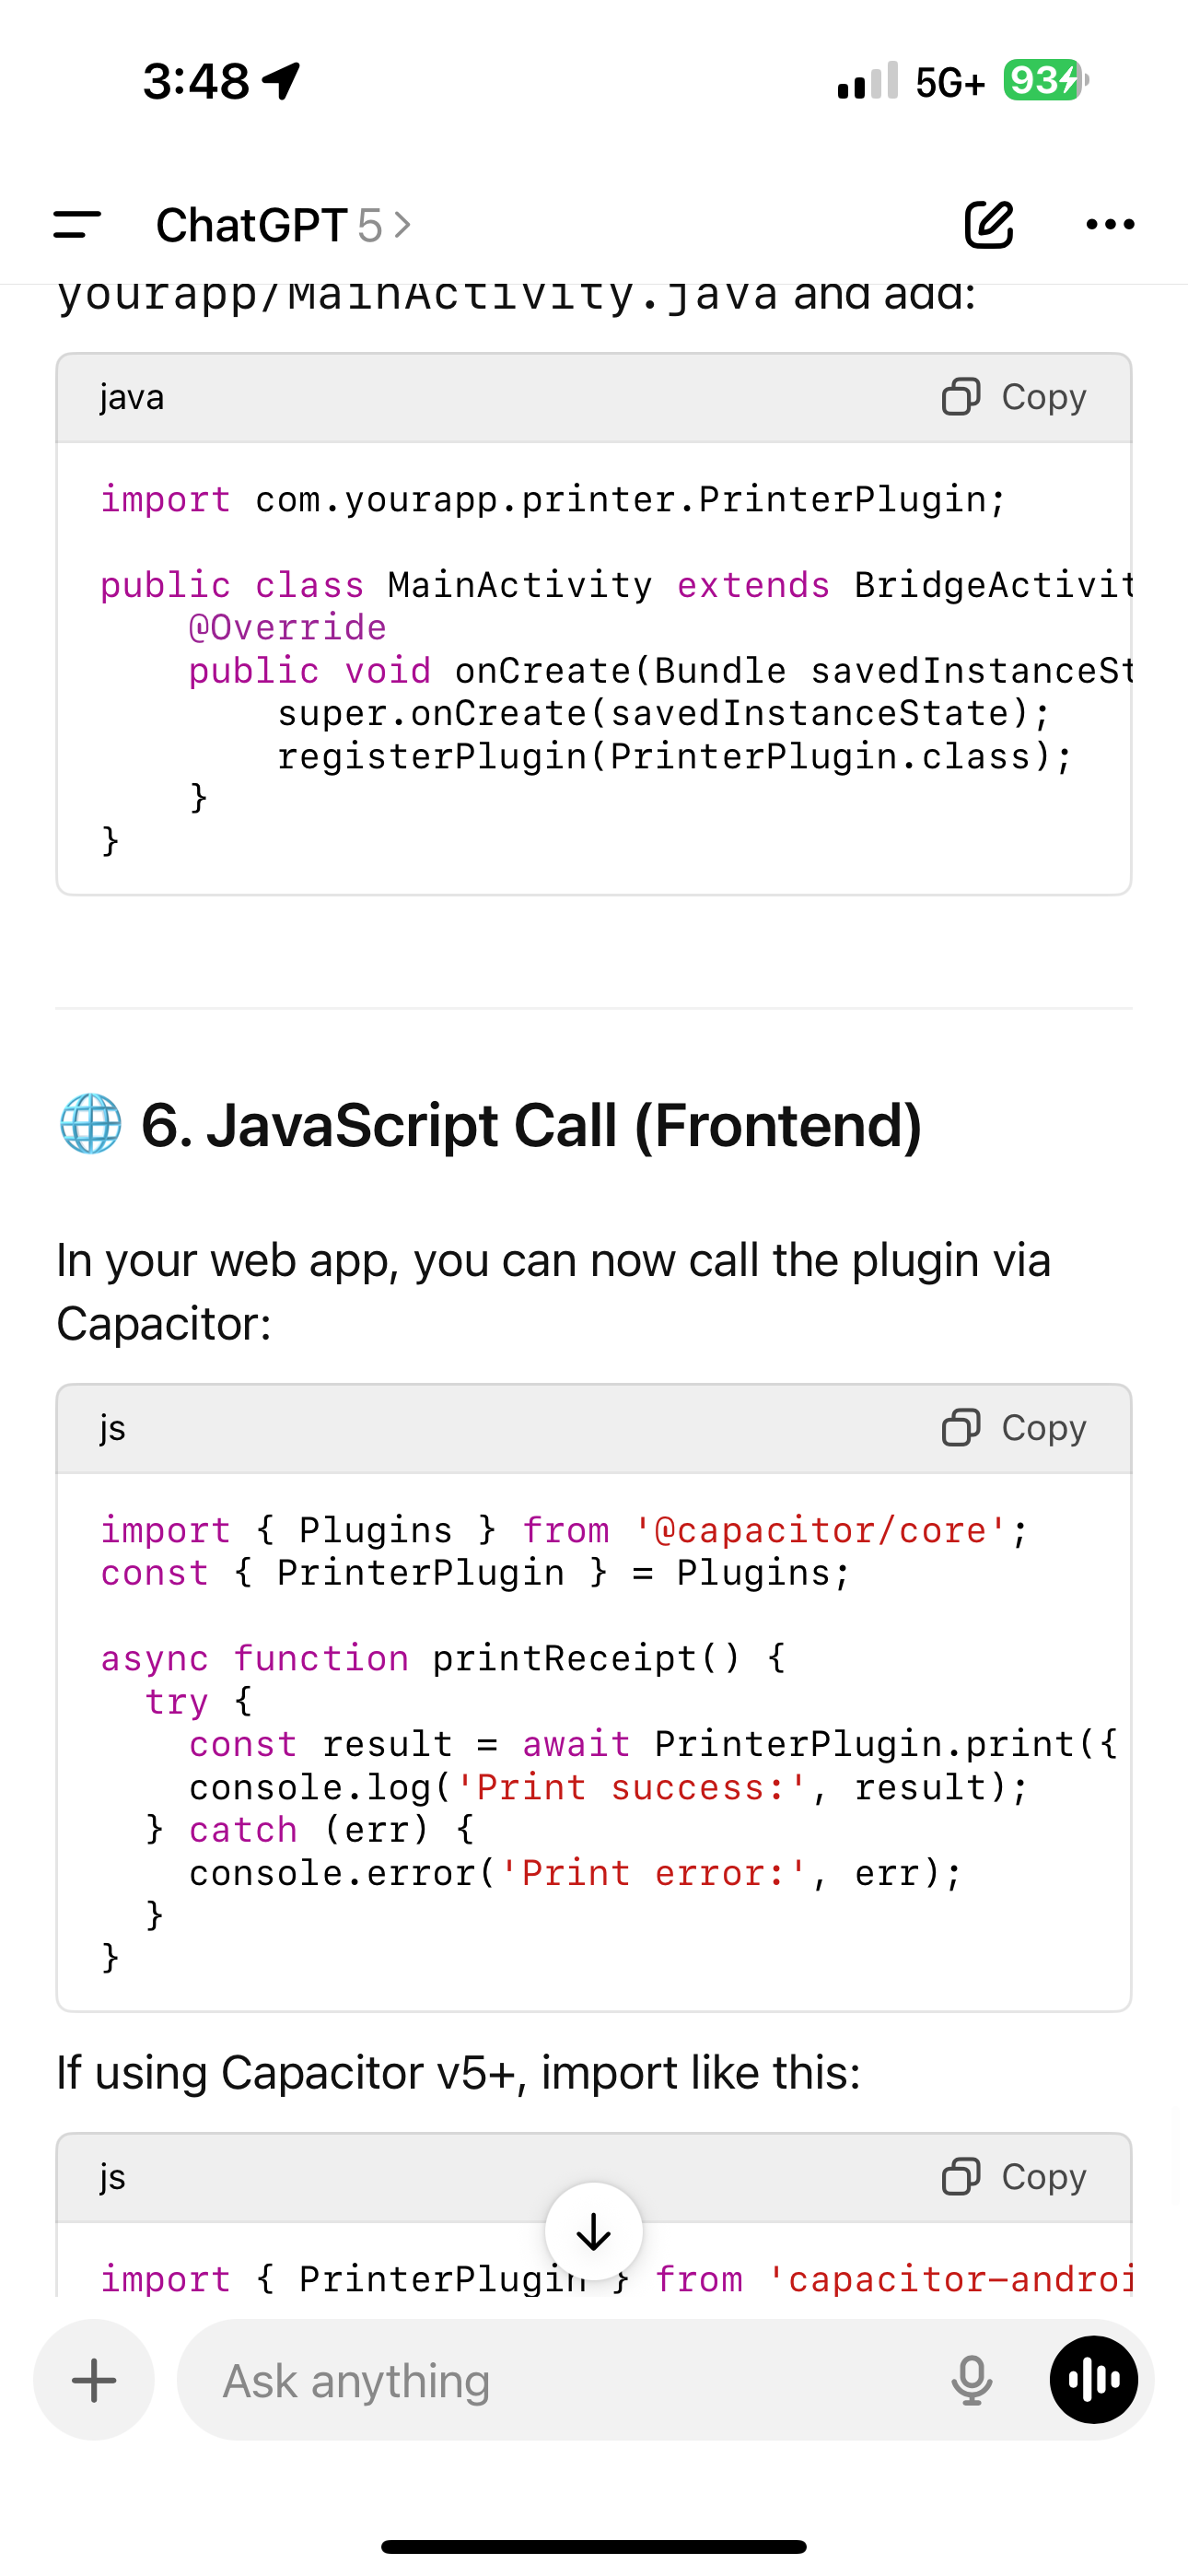 3:48
5G+
93
ChatGPT 5 >
yourapp/MainActivity.java and add:
java
Copy
import com.yourapp.printer.PrinterPlugin;
public class MainActivity extends BridgeActivit
@Override
public void onCreate(Bundle savedInstanceSt
super.onCreate(savedInstanceState);
registerPlugin(PrinterPlugin.class);
}
}
🌐 6. JavaScript Call (Frontend)
In your web app, you can now call the plugin via
Capacitor:
js
Copy
import { Plugins } from '@capacitor/core';
const { PrinterPlugin } = Plugins;
async function printReceipt() {
try {
const result = await PrinterPlugin.print({
console.log('Print success:', result);
} catch (err) {
console.error('Print error:', err);
}
}
If using Capacitor v5+, import like this:
js
Copy
import { PrinterPlugin } from 'capacitor-androi
Ask anything